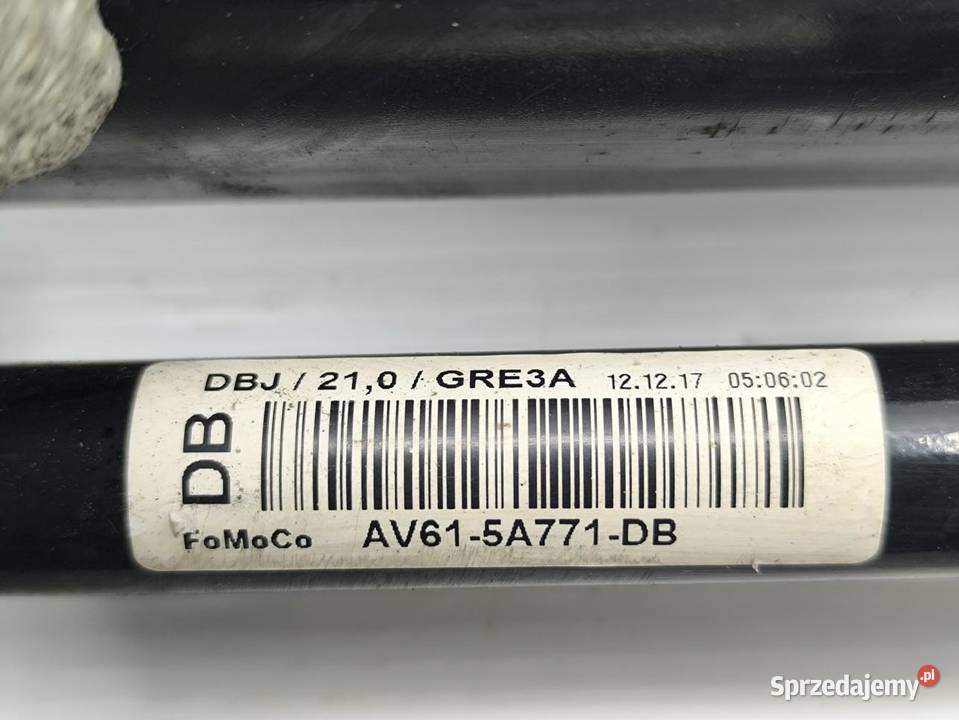 DBJ / 21,0 / GRE3A 12.12.17 05:06:02
DB
FoMoCo AV61-5A771-DB
Sprzedajemy.pl